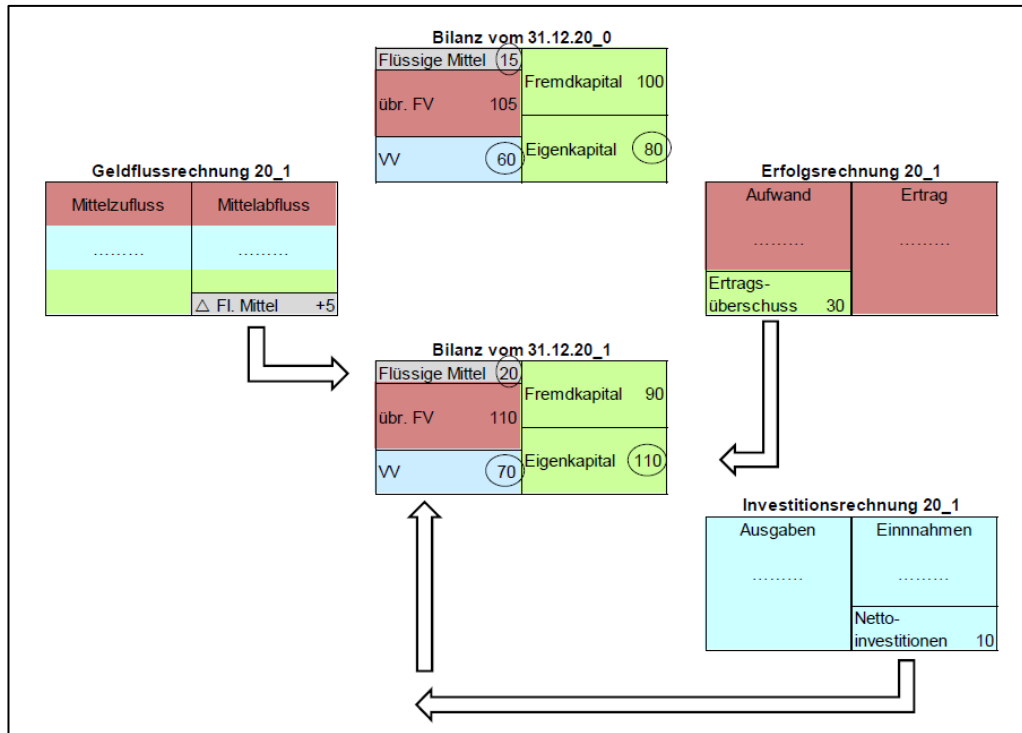 Bilanz vom 31.12.20_0
Flüssige Mittel 15
Fremdkapital 100
übr. FV 105
VV 60
Eigenkapital 80
Geldflussrechnung 20_1
Mittelzufluss Mittelabfluss
......... .........
△ Fl. Mittel +5
Erfolgsrechnung 20_1
Aufwand Ertrag
......... .........
Ertrags-
überschuss 30
Bilanz vom 31.12.20_1
Flüssige Mittel 20
Fremdkapital 90
übr. FV 110
VV 70
Eigenkapital 110
Investitionsrechnung 20_1
Ausgaben Einnnahmen
......... .........
Netto-
investitionen 10